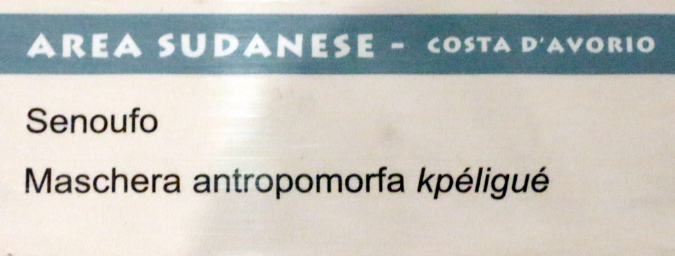 AREA SUDANESE - COSTA D'AVORIO
Senoufo
Maschera antropomorfa kpéligué